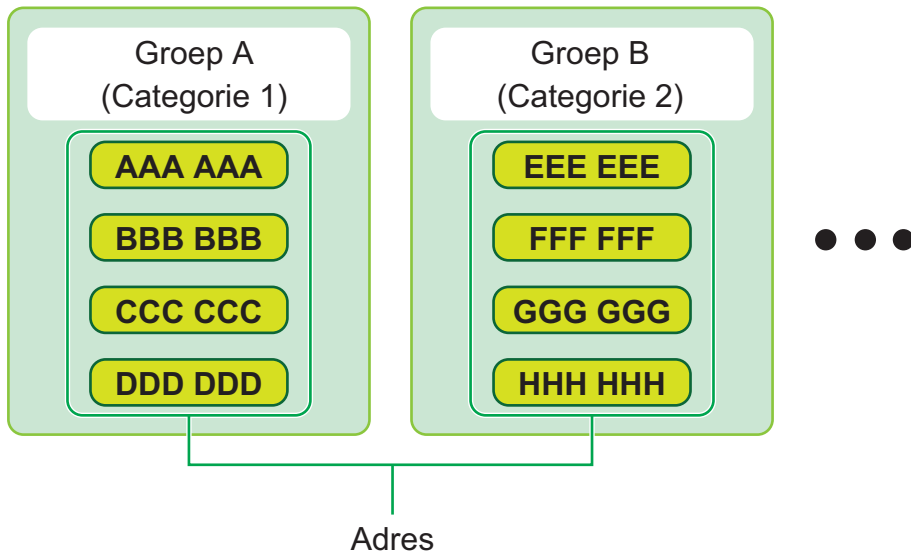 Groep A
(Categorie 1)
AAA AAA
BBB BBB
CCC CCC
DDD DDD
Groep B
(Categorie 2)
EEE EEE
FFF FFF
GGG GGG
HHH HHH
Adres